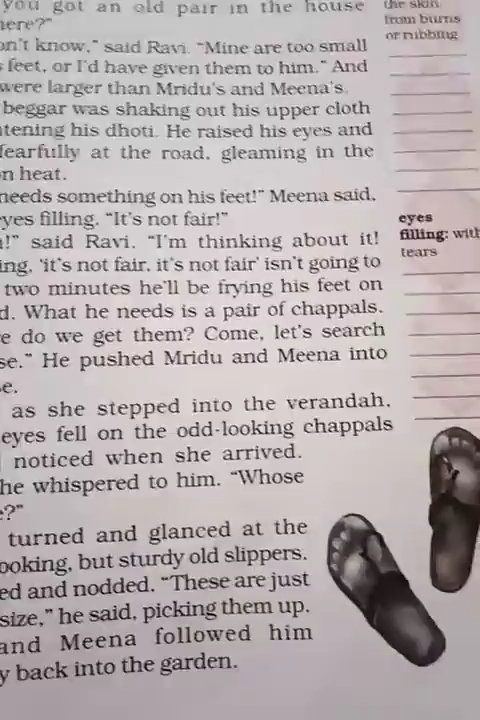 you got an old pair in the house
here?"
on't know," said Ravi. "Mine are too small
feet, or I'd have given them to him." And
were larger than Mridu's and Meena's.
beggar was shaking out his upper cloth
tening his dhoti. He raised his eyes and
fearfully at the road, gleaming in the
n heat.
needs something on his feet!" Meena said,
yes filling. "It's not fair!"
!" said Ravi. "I'm thinking about it!
ing, 'it's not fair, it's not fair' isn't going to
two minutes he'll be frying his feet on
d. What he needs is a pair of chappals.
e do we get them? Come, let's search
se." He pushed Mridu and Meena into
e.
as she stepped into the verandah,
eyes fell on the odd-looking chappals
noticed when she arrived.
he whispered to him. "Whose
?"
turned and glanced at the
ooking, but sturdy old slippers.
ed and nodded. "These are just
size," he said, picking them up.
and Meena followed him
y back into the garden.
the skin
from burns
or rubbing
eyes
filling: with
tears